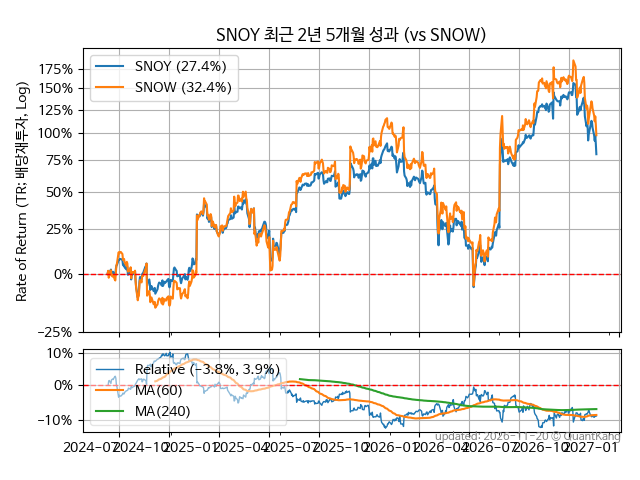 SNOY 최근 2년 5개월 성과 (vs SNOW)
Rate of Return (TR: 배당재투자, Log)
175%
150%
125%
100%
75%
50%
25%
0%
−25%
SNOY (27.4%)
SNOW (32.4%)
10%
0%
−10%
Relative (−3.8%, 3.9%)
MA(60)
MA(240)
updated: 2026-11-20 © QuantKang
2024-07 2024-10 2025-01 2025-04 2025-07 2025-10 2026-01 2026-04 2026-07 2026-10 2027-01